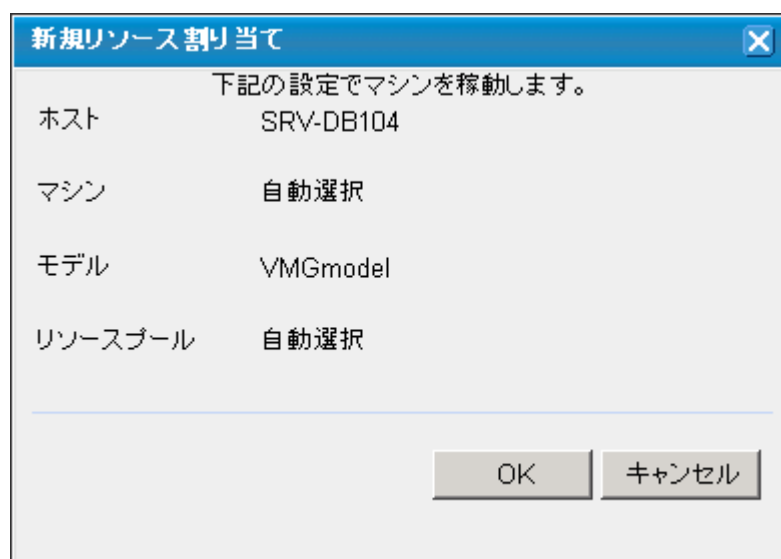 新規リソース割り当て
下記の設定でマシンを稼動します。
ホスト SRV-DB104
マシン 自動選択
モデル VMGmodel
リソースプール 自動選択
OK キャンセル